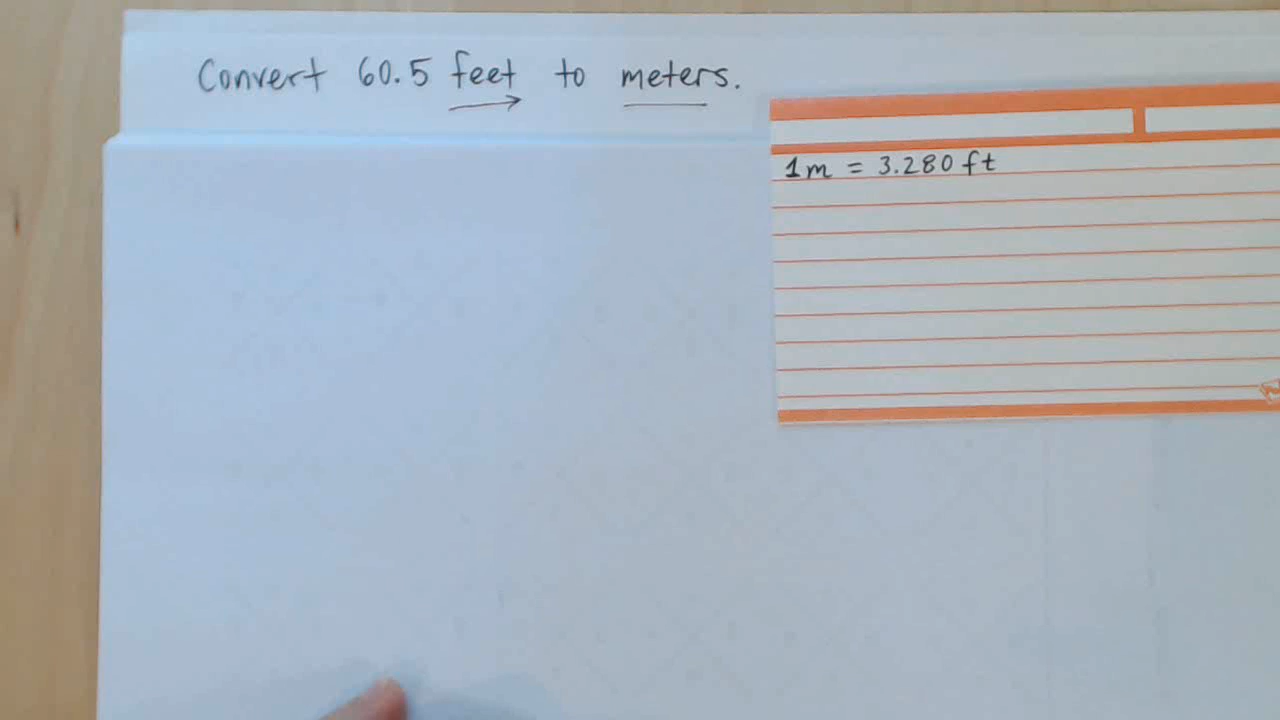 Convert 60.5 feet to meters.
1m = 3.280 ft